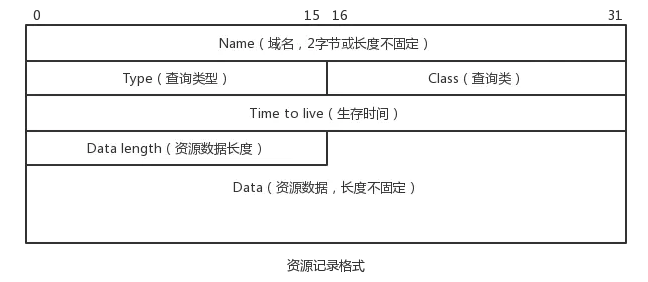 0 15 16 31
Name（域名，2字节或长度不固定）
Type（查询类型） Class（查询类）
Time to live（生存时间）
Data length（资源数据长度）
Data（资源数据，长度不固定）
资源记录格式